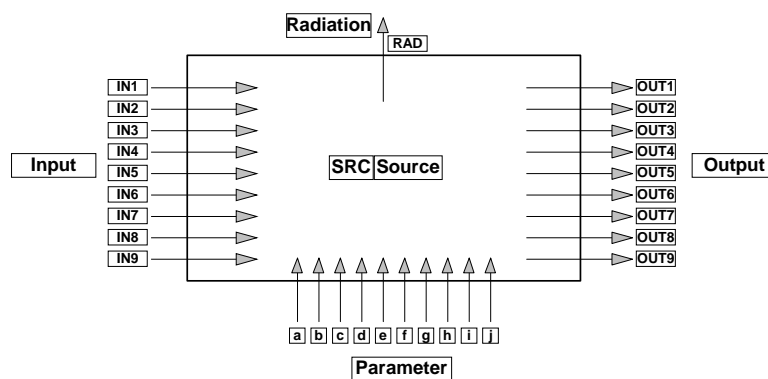 Radiation
RAD
IN1 OUT1
IN2 OUT2
IN3 OUT3
IN4 OUT4
Input SRC Source Output
IN5 OUT5
IN6 OUT6
IN7 OUT7
IN8 OUT8
IN9 OUT9
a b c d e f g h i j
Parameter